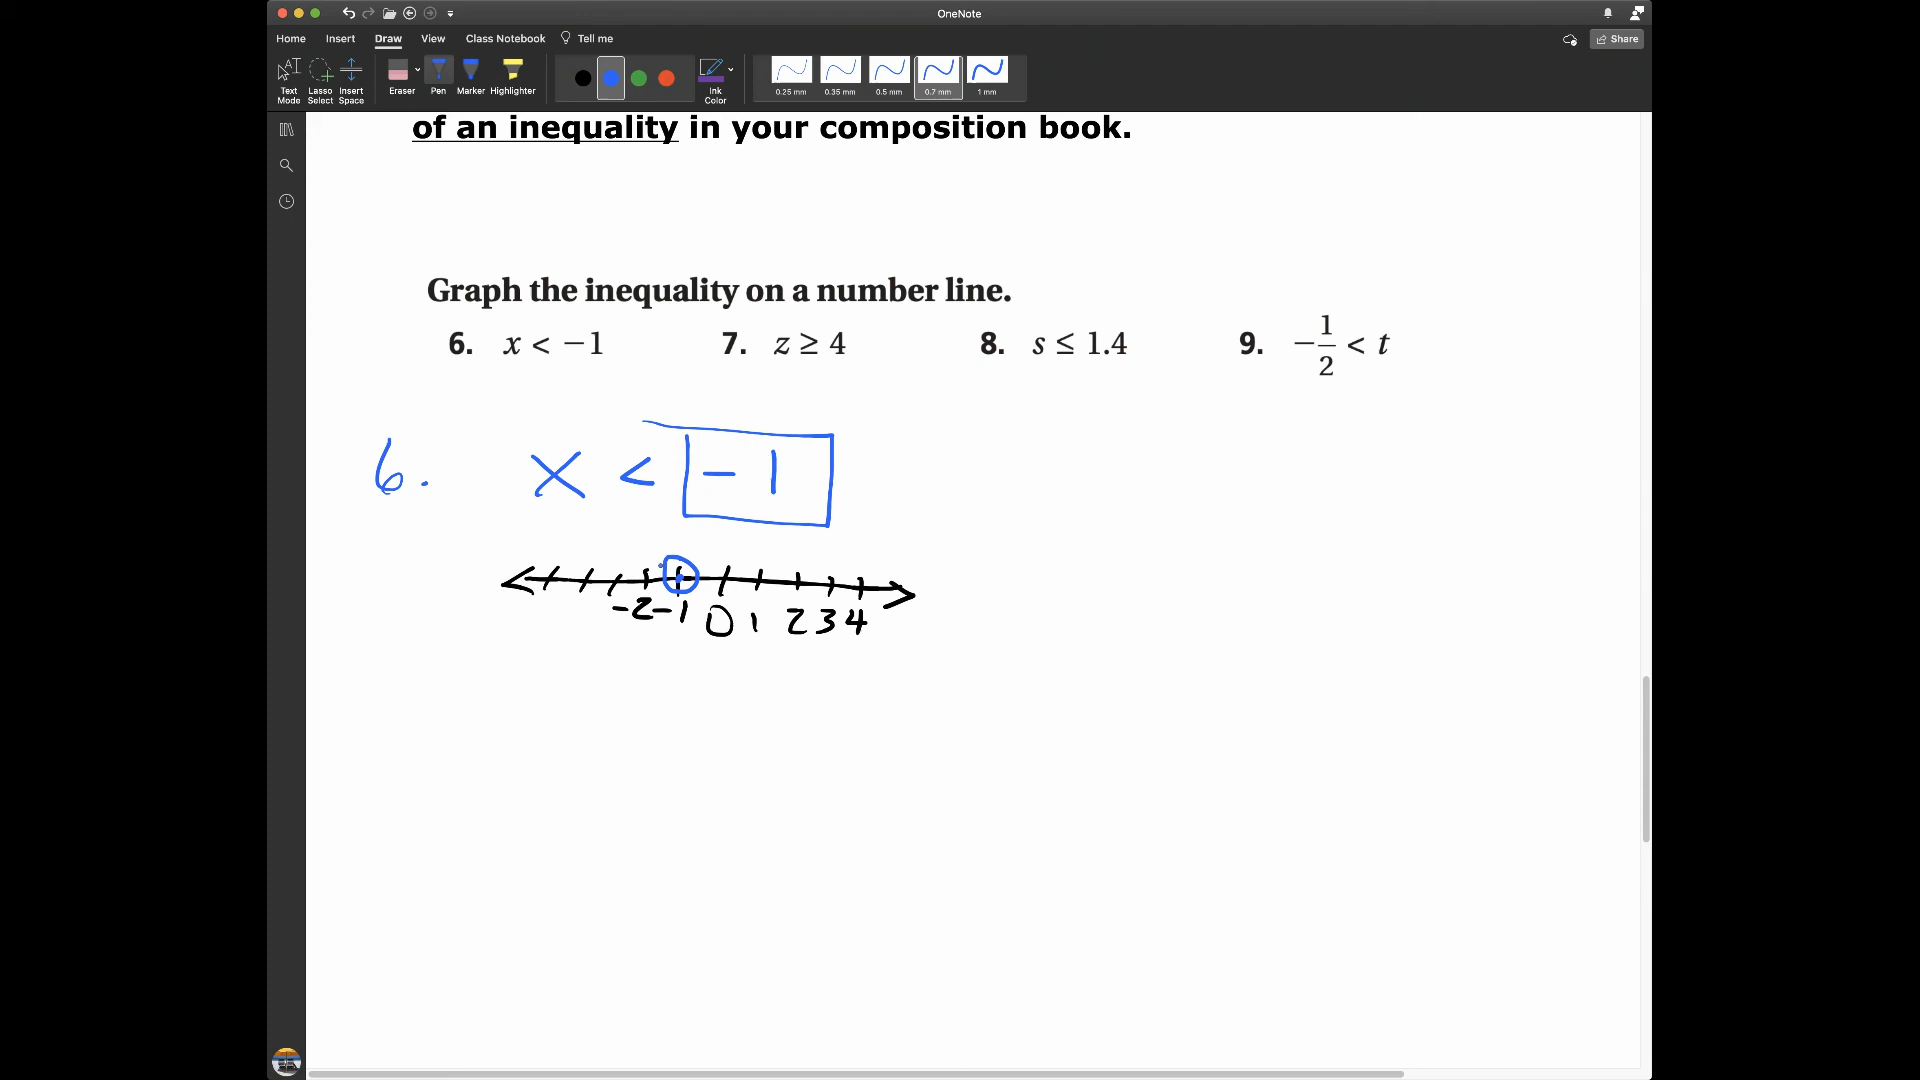 OneNote
Home Insert Draw View Class Notebook Tell me Share
Text Mode Lasso Select Insert Space Eraser Pen Marker Highlighter Ink Color 0.25 mm 0.35 mm 0.5 mm 0.7 mm 1 mm
of an inequality in your composition book.
Graph the inequality on a number line.
6. x < −1 7. z ≥ 4 8. s ≤ 1.4 9. −1/2 < t
6. x < -1
-2 -1 0 1 2 3 4